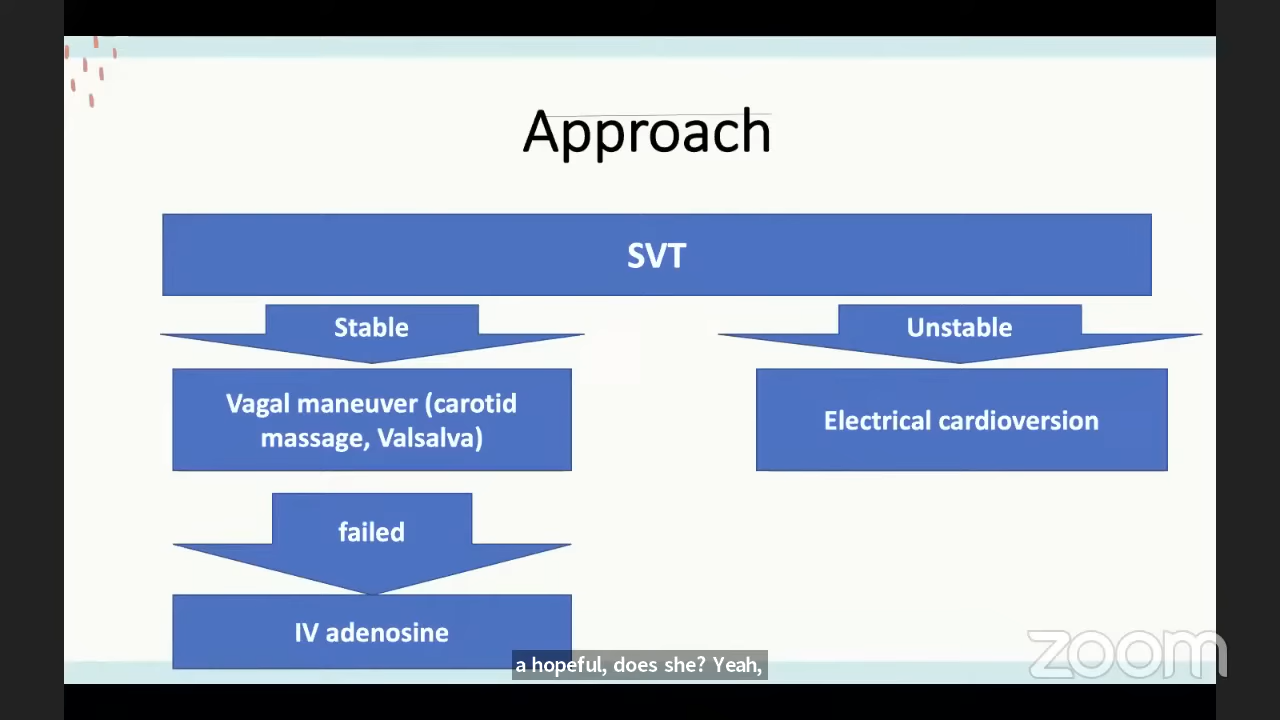 Approach
SVT
Stable
Unstable
Vagal maneuver (carotid
massage, Valsalva)
Electrical cardioversion
failed
IV adenosine
a hopeful, does she? Yeah,
zoom